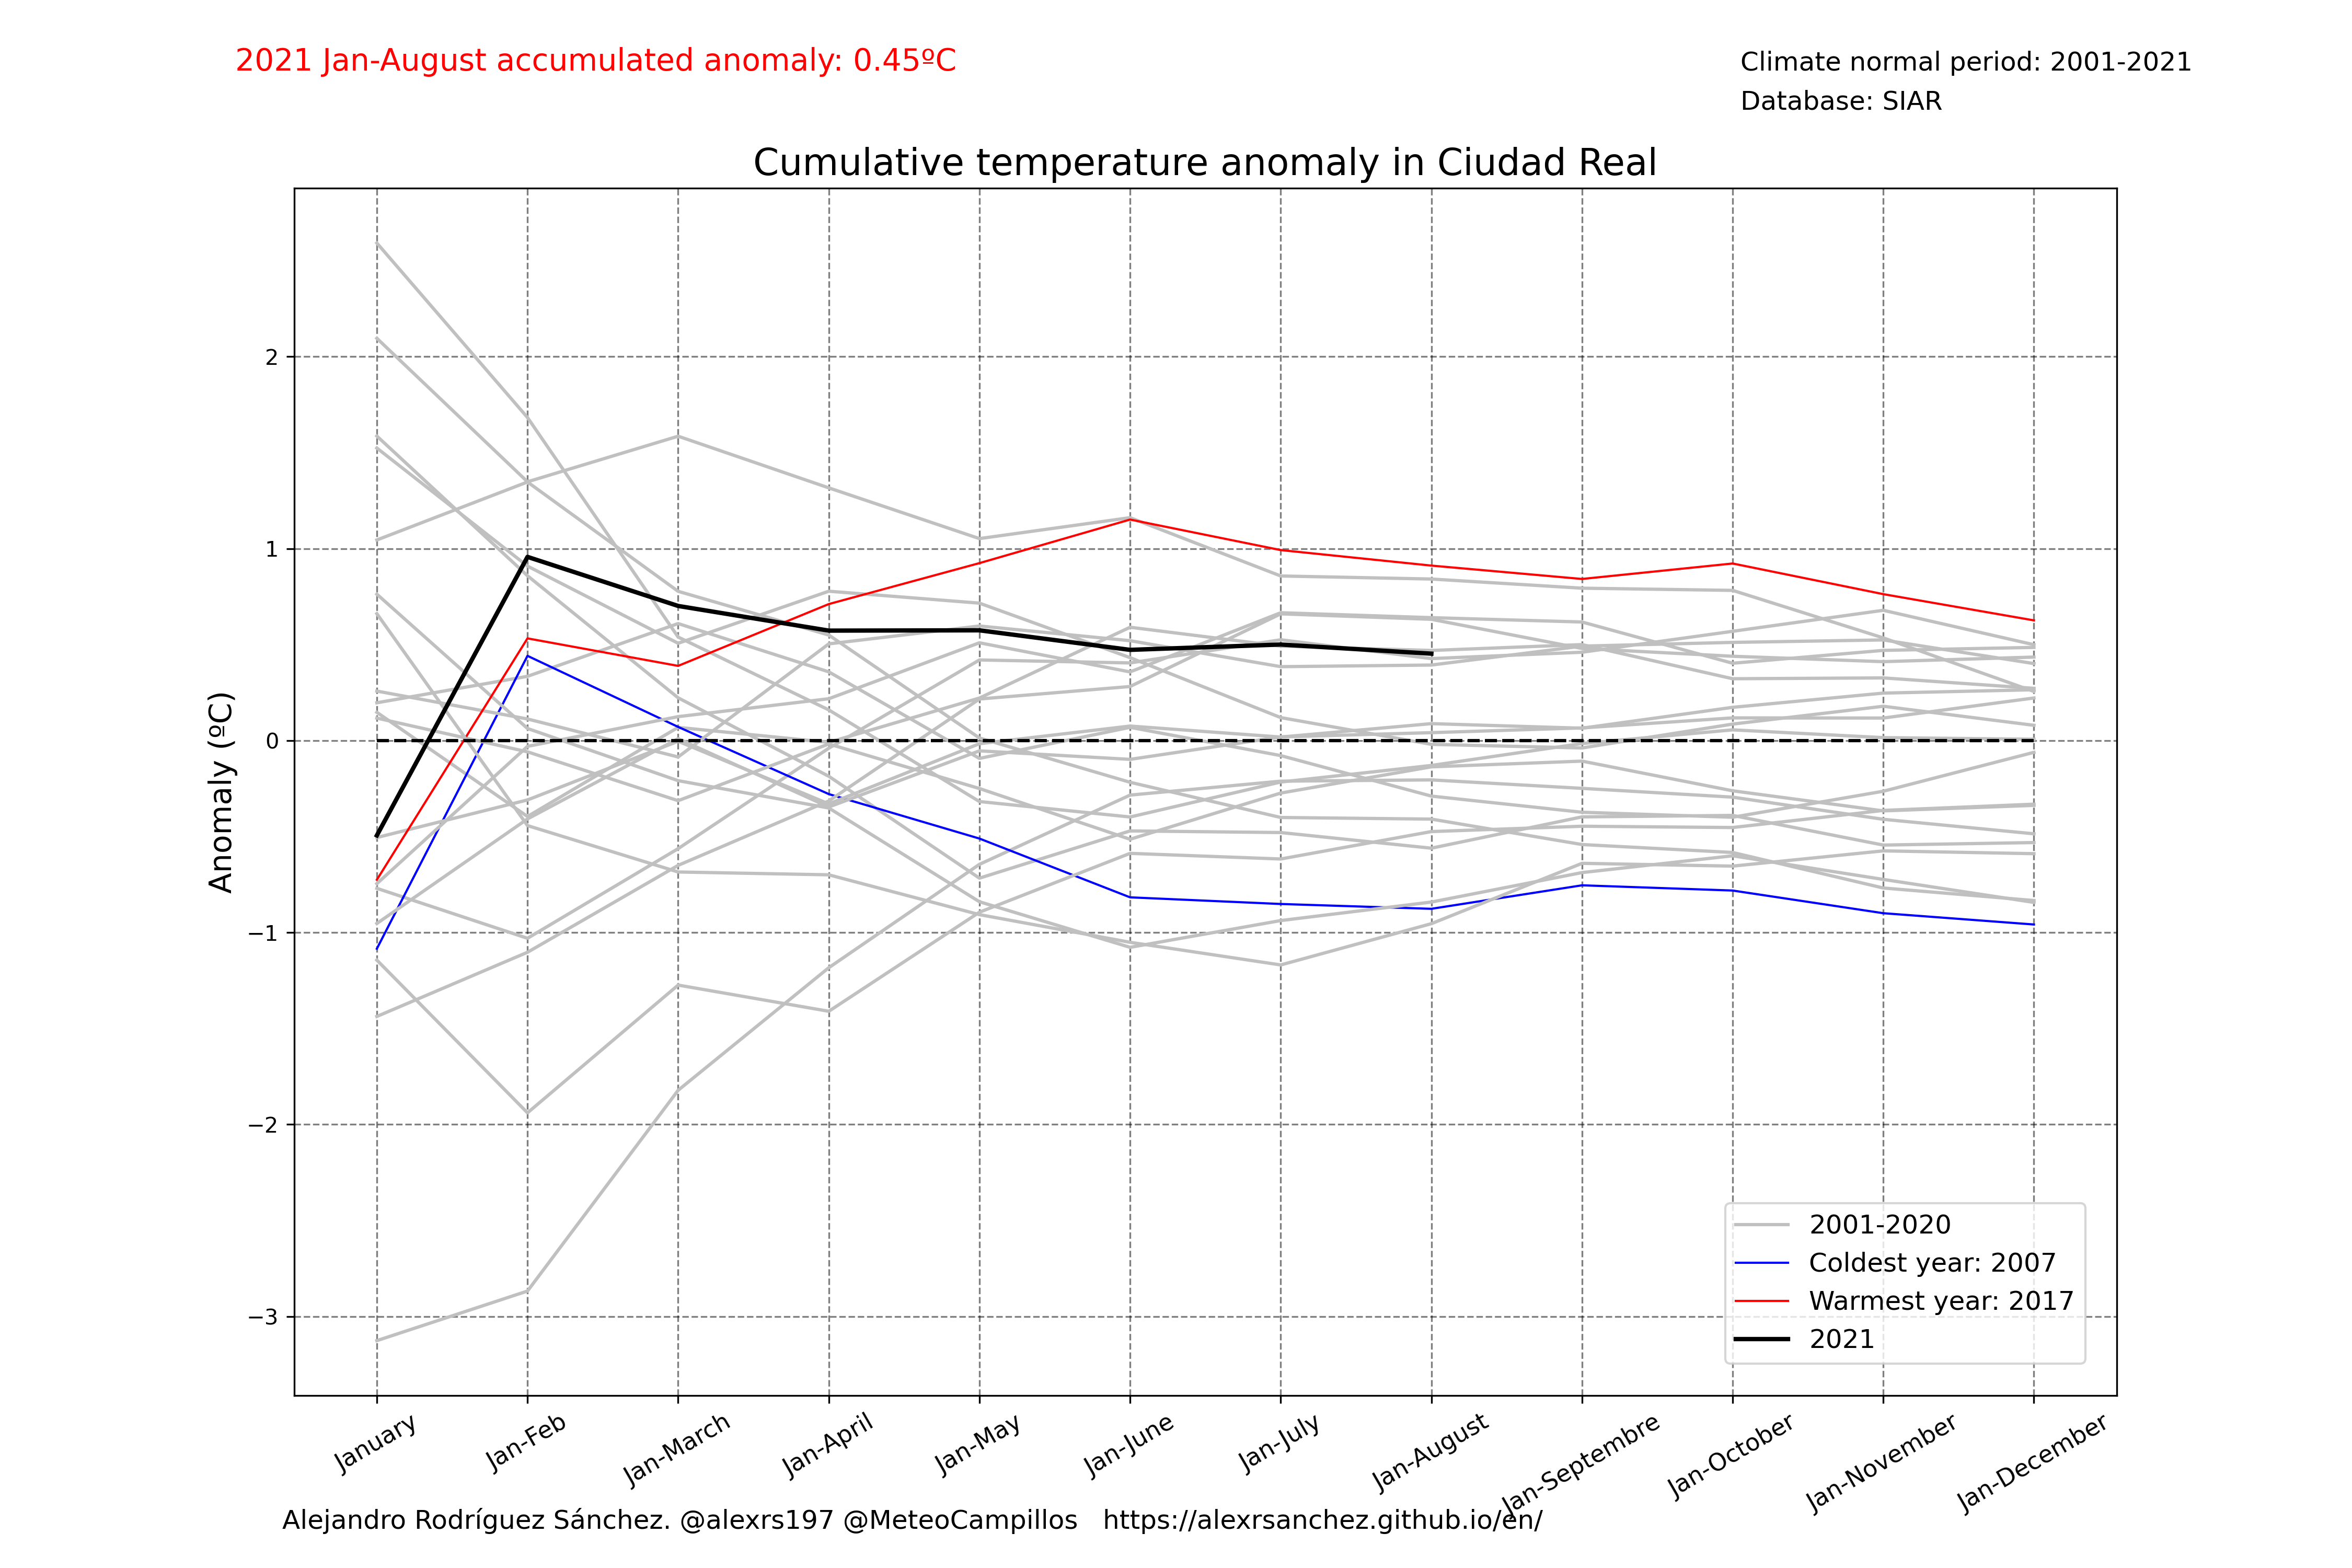 2021 Jan-August accumulated anomaly: 0.45ºC
Climate normal period: 2001-2021
Database: SIAR
Cumulative temperature anomaly in Ciudad Real
Anomaly (ºC)
2
1
0
−1
−2
−3
2001-2020
Coldest year: 2007
Warmest year: 2017
2021
January
Jan-Feb
Jan-March
Jan-April
Jan-May
Jan-June
Jan-July
Jan-August
Jan-Septembre
Jan-October
Jan-November
Jan-December
Alejandro Rodríguez Sánchez. @alexrs197 @MeteoCampillos   https://alexrsanchez.github.io/en/